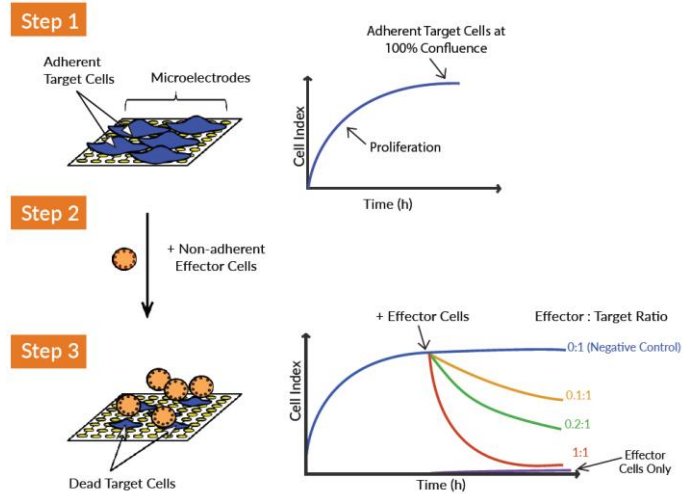 Step 1
Adherent
Target Cells
Microelectrodes
Adherent Target Cells at
100% Confluence
Cell Index
Proliferation
Time (h)
Step 2
+ Non-adherent
Effector Cells
Step 3
Dead Target Cells
+ Effector Cells
Effector : Target Ratio
0:1 (Negative Control)
Cell Index
0.1:1
0.2:1
1:1
Effector
Cells Only
Time (h)